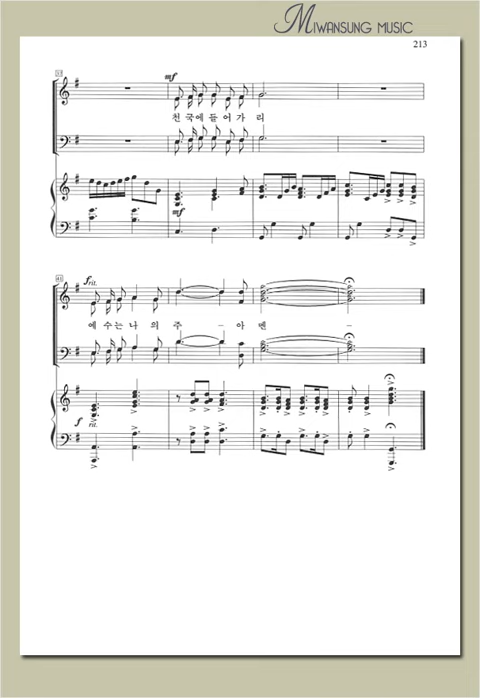 MIWANSUNG MUSIC
213
mf
천 국에 들 어 가 리
mf
f rit.
예 수는 나 의 주 - 아 멘 -
f rit.